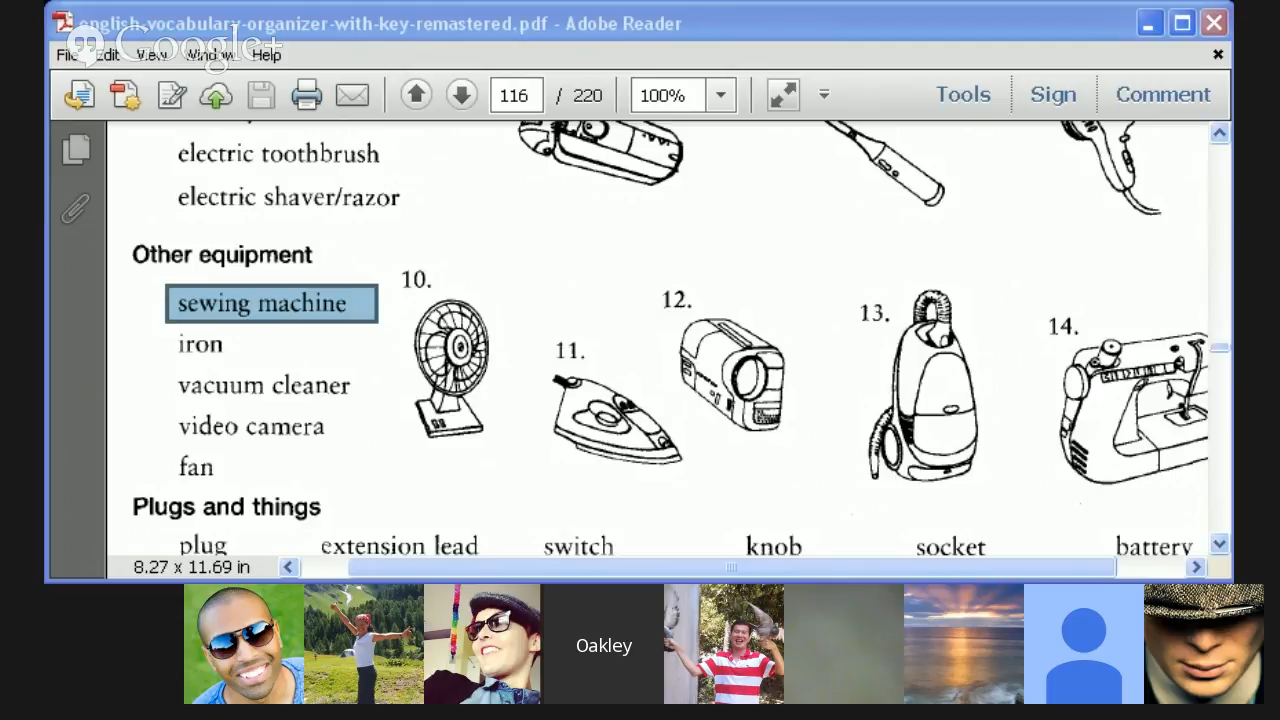 english-vocabulary-organizer-with-key-remastered.pdf - Adobe Reader
Google+
File Edit View Window Help
116 / 220 100% Tools Sign Comment
electric toothbrush
electric shaver/razor
Other equipment
sewing machine
iron
vacuum cleaner
video camera
fan
10.
11.
12.
13.
14.
Plugs and things
plug extension lead switch knob socket battery
8.27 x 11.69 in
Oakley